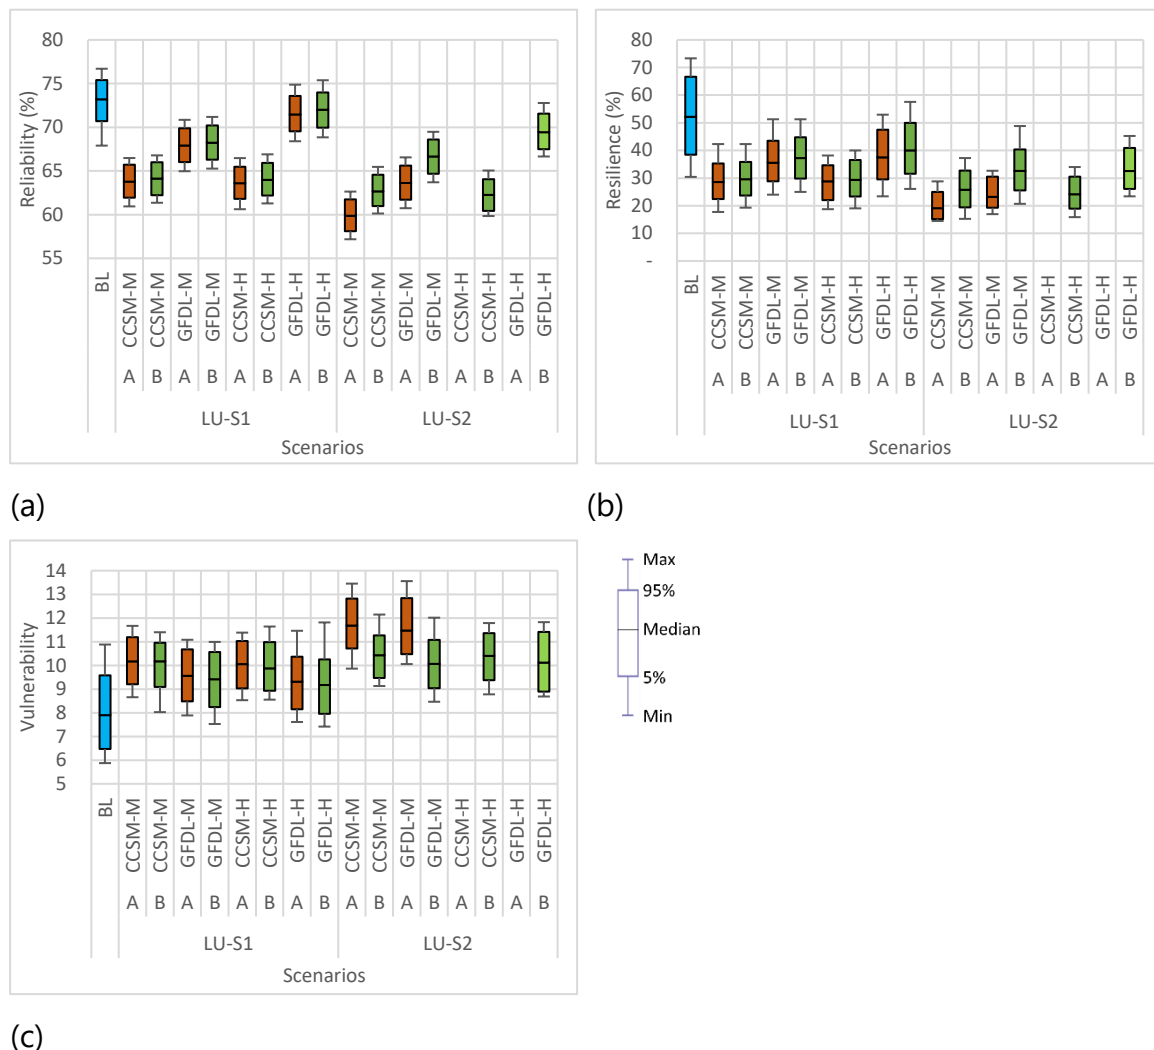 80
75
70
65
60
55
Reliability (%)
BL
CCSM-M
CCSM-M
GFDL-M
GFDL-M
CCSM-H
CCSM-H
GFDL-H
GFDL-H
CCSM-M
CCSM-M
GFDL-M
GFDL-M
CCSM-H
CCSM-H
GFDL-H
GFDL-H
A B A B A B A B A B A B A B A B
LU-S1 LU-S2
Scenarios
(a)
80
70
60
50
40
30
20
10
-
Resilience (%)
BL
CCSM-M
CCSM-M
GFDL-M
GFDL-M
CCSM-H
CCSM-H
GFDL-H
GFDL-H
CCSM-M
CCSM-M
GFDL-M
GFDL-M
CCSM-H
CCSM-H
GFDL-H
GFDL-H
A B A B A B A B A B A B A B A B
LU-S1 LU-S2
Scenarios
(b)
14
13
12
11
10
9
8
7
6
5
Vulnerability
BL
CCSM-M
CCSM-M
GFDL-M
GFDL-M
CCSM-H
CCSM-H
GFDL-H
GFDL-H
CCSM-M
CCSM-M
GFDL-M
GFDL-M
CCSM-H
CCSM-H
GFDL-H
GFDL-H
A B A B A B A B A B A B A B A B
LU-S1 LU-S2
Scenarios
(c)
Max
95%
Median
5%
Min